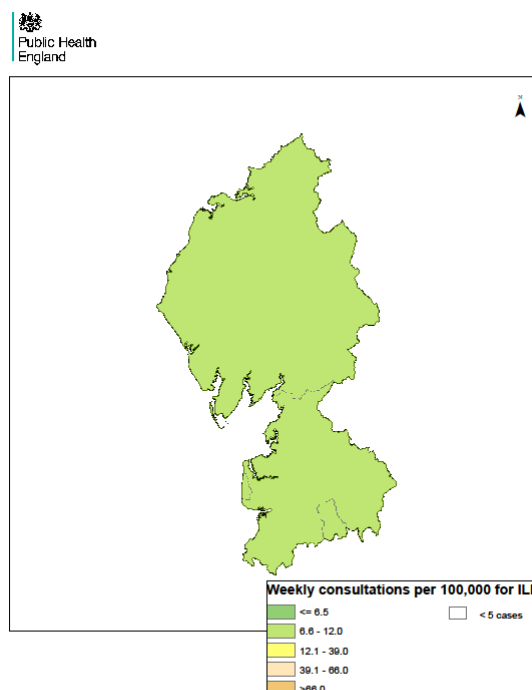 Public Health
England
N
Weekly consultations per 100,000 for ILI
<= 6.5
< 5 cases
6.6 - 12.0
12.1 - 39.0
39.1 - 66.0
>66.0